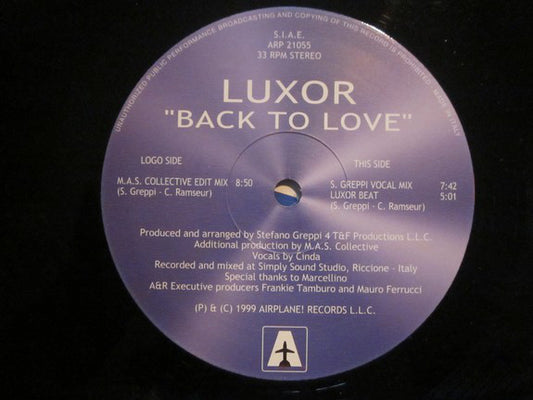 UNAUTHORIZED PUBLIC PERFORMANCE BROADCASTING AND COPYING OF THIS RECORD IS PROHIBITED. MADE IN ITALY
S.I.A.E.
ARP 21055
33 RPM STEREO
LUXOR
"BACK TO LOVE"
LOGO SIDE
M.A.S. COLLECTIVE EDIT MIX 8:50
(S. Greppi - C. Ramseur)
THIS SIDE
S. GREPPI VOCAL MIX 7:42
LUXOR BEAT 5:01
(S. Greppi - C. Ramseur)
Produced and arranged by Stefano Greppi 4 T&F Productions L.L.C.
Additional production by M.A.S. Collective
Vocals by Cinda
Recorded and mixed at Simply Sound Studio, Riccione - Italy
Special thanks to Marcellino
A&R Executive producers Frankie Tamburo and Mauro Ferrucci
(P) & (C) 1999 AIRPLANE! RECORDS L.L.C.
A